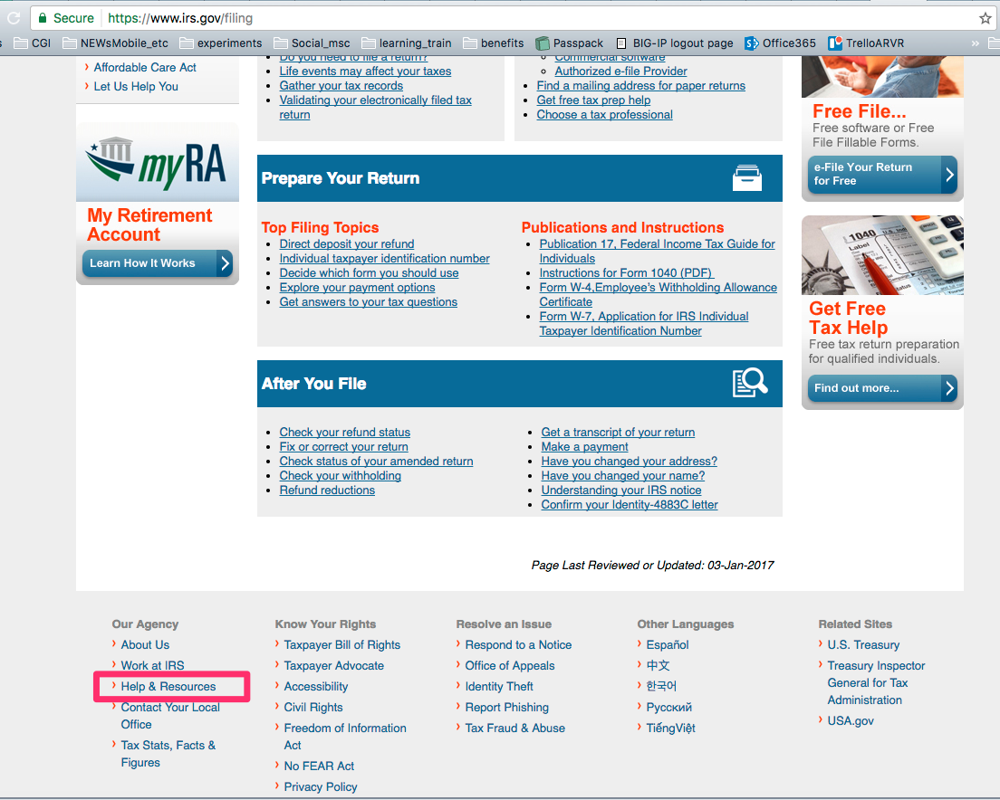 Secure https://www.irs.gov/filing
CGI NEWsMobile_etc experiments Social_msc learning_train benefits Passpack BIG-IP logout page Office365 TrelloARVR »
Affordable Care Act
Let Us Help You
myRA
My Retirement
Account
Learn How It Works
Do you need to file a return?
Life events may affect your taxes
Gather your tax records
Validating your electronically filed tax
return
Commercial software
Authorized e-file Provider
Find a mailing address for paper returns
Get free tax prep help
Choose a tax professional
Prepare Your Return
Top Filing Topics
Direct deposit your refund
Individual taxpayer identification number
Decide which form you should use
Explore your payment options
Get answers to your tax questions
Publications and Instructions
Publication 17, Federal Income Tax Guide for
Individuals
Instructions for Form 1040 (PDF)
Form W-4,Employee's Withholding Allowance
Certificate
Form W-7, Application for IRS Individual
Taxpayer Identification Number
After You File
Check your refund status
Fix or correct your return
Check status of your amended return
Check your withholding
Refund reductions
Get a transcript of your return
Make a payment
Have you changed your address?
Have you changed your name?
Understanding your IRS notice
Confirm your Identity-4883C letter
Page Last Reviewed or Updated: 03-Jan-2017
Free File...
Free software or Free
File Fillable Forms.
e-File Your Return
for Free
1040
Label
Get Free
Tax Help
Free tax return preparation
for qualified individuals.
Find out more...
Our Agency
About Us
Work at IRS
Help & Resources
Contact Your Local
Office
Tax Stats, Facts &
Figures
Know Your Rights
Taxpayer Bill of Rights
Taxpayer Advocate
Accessibility
Civil Rights
Freedom of Information
Act
No FEAR Act
Privacy Policy
Resolve an Issue
Respond to a Notice
Office of Appeals
Identity Theft
Report Phishing
Tax Fraud & Abuse
Other Languages
Español
中文
한국어
Русский
TiếngViệt
Related Sites
U.S. Treasury
Treasury Inspector
General for Tax
Administration
USA.gov